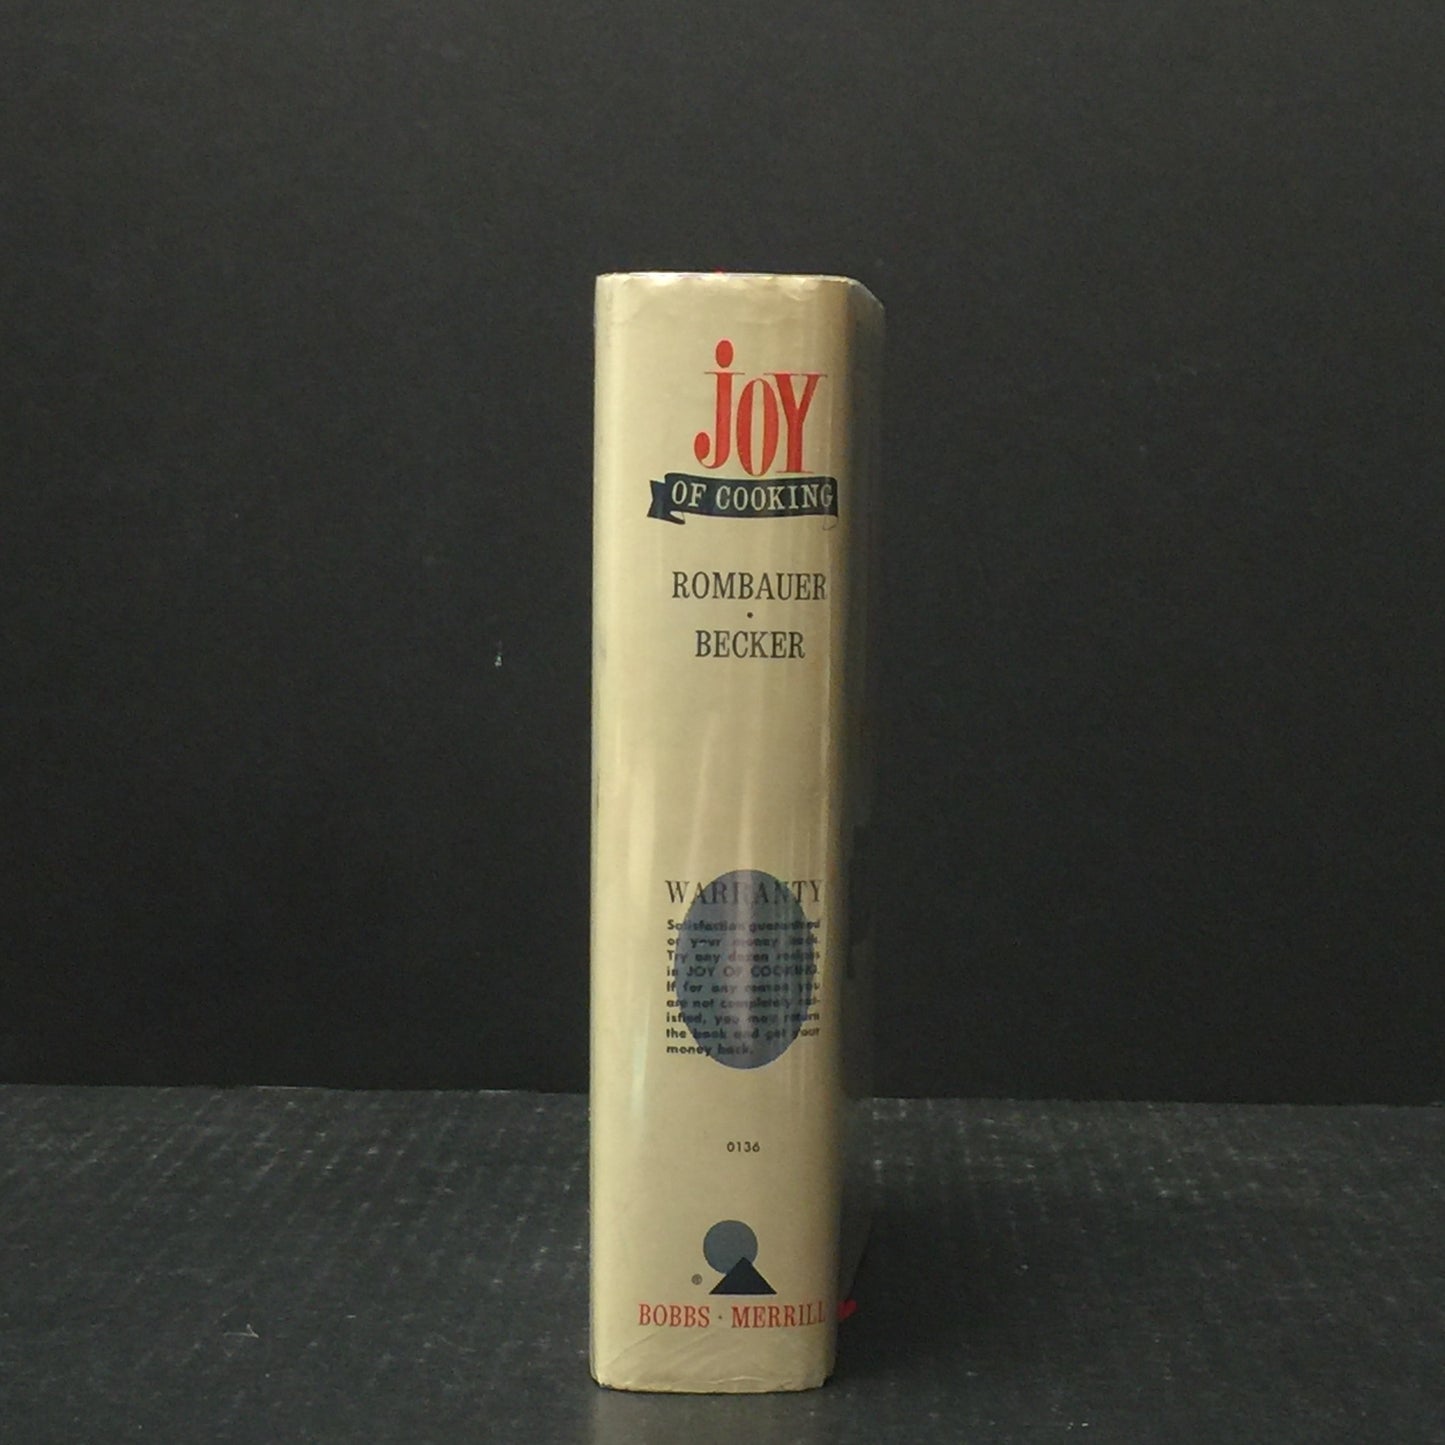 JOY
OF COOKING
ROMBAUER
•
BECKER
WARRANTY
Satisfaction guaranteed
or your money back.
Try any dozen recipes
in JOY OF COOKING.
If for any reason you
are not completely sat-
isfied, you may return
the book and get your
money back.
0136
®
BOBBS · MERRILL